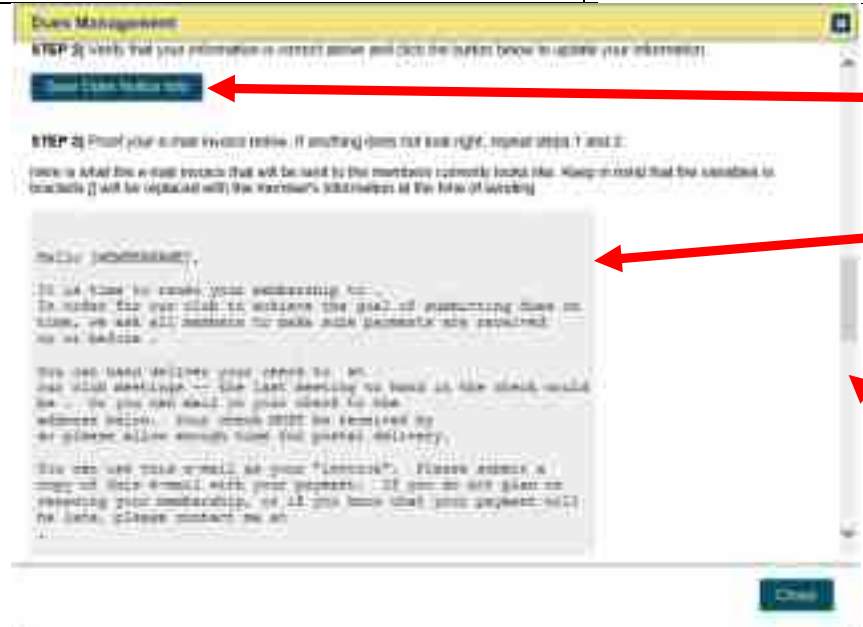 Dues Management
STEP 2) Verify that your information is correct above and click the button below to update your information.
Save Dues Notice Info
STEP 3) Proof your e-mail invoice below. If anything does not look right, repeat steps 1 and 2.
Here is what the e-mail invoice that will be sent to the members currently looks like. Keep in mind that the variables in
brackets [] will be replaced with the member's information at the time of sending
Hello [MEMBERNAME],
It is time to renew your membership to .
In order for our club to achieve the goal of submitting dues on
time, we ask all members to make sure payments are received
on or before .
You can hand deliver your check to at
our club meetings -- the last meeting to hand in the check would
be . Or you can mail in your check to the
address below. Your check MUST be received by
so please allow enough time for postal delivery.
You can use this e-mail as your "invoice". Please submit a
copy of this e-mail with your payment. If you do not plan on
renewing your membership, or if you know that your payment will
be late, please contact me at
.
Close